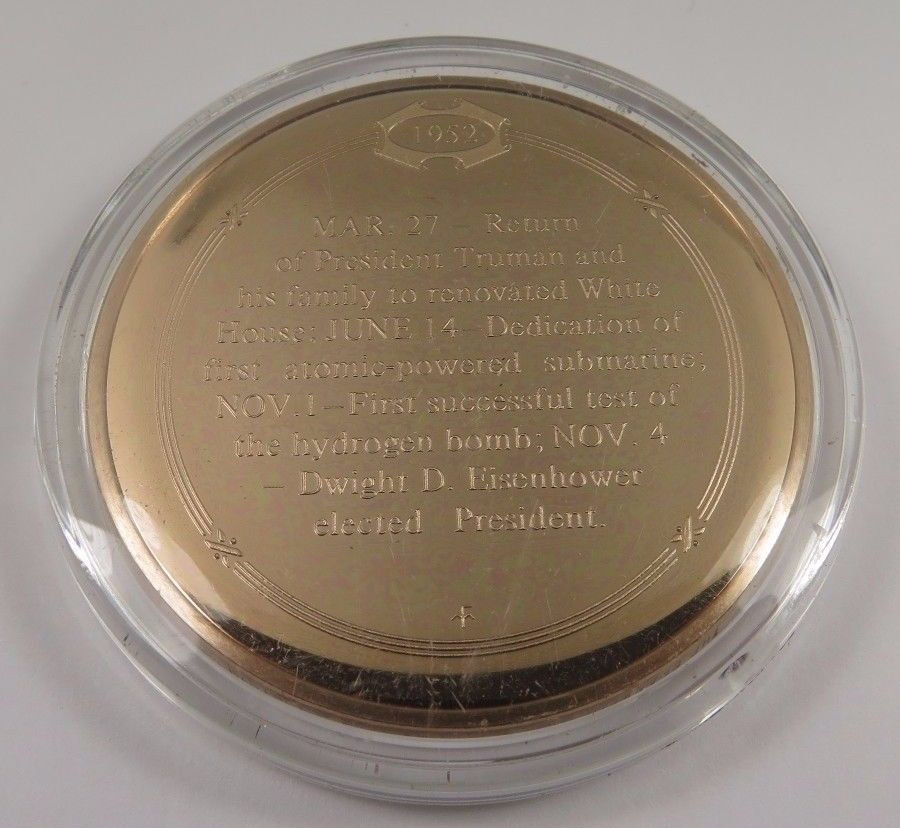 1952
MAR. 27 – Return
of President Truman and
his family to renovated White
House; JUNE 14–Dedication of
first atomic-powered submarine;
NOV.1–First successful test of
the hydrogen bomb; NOV. 4
– Dwight D. Eisenhower
elected President.